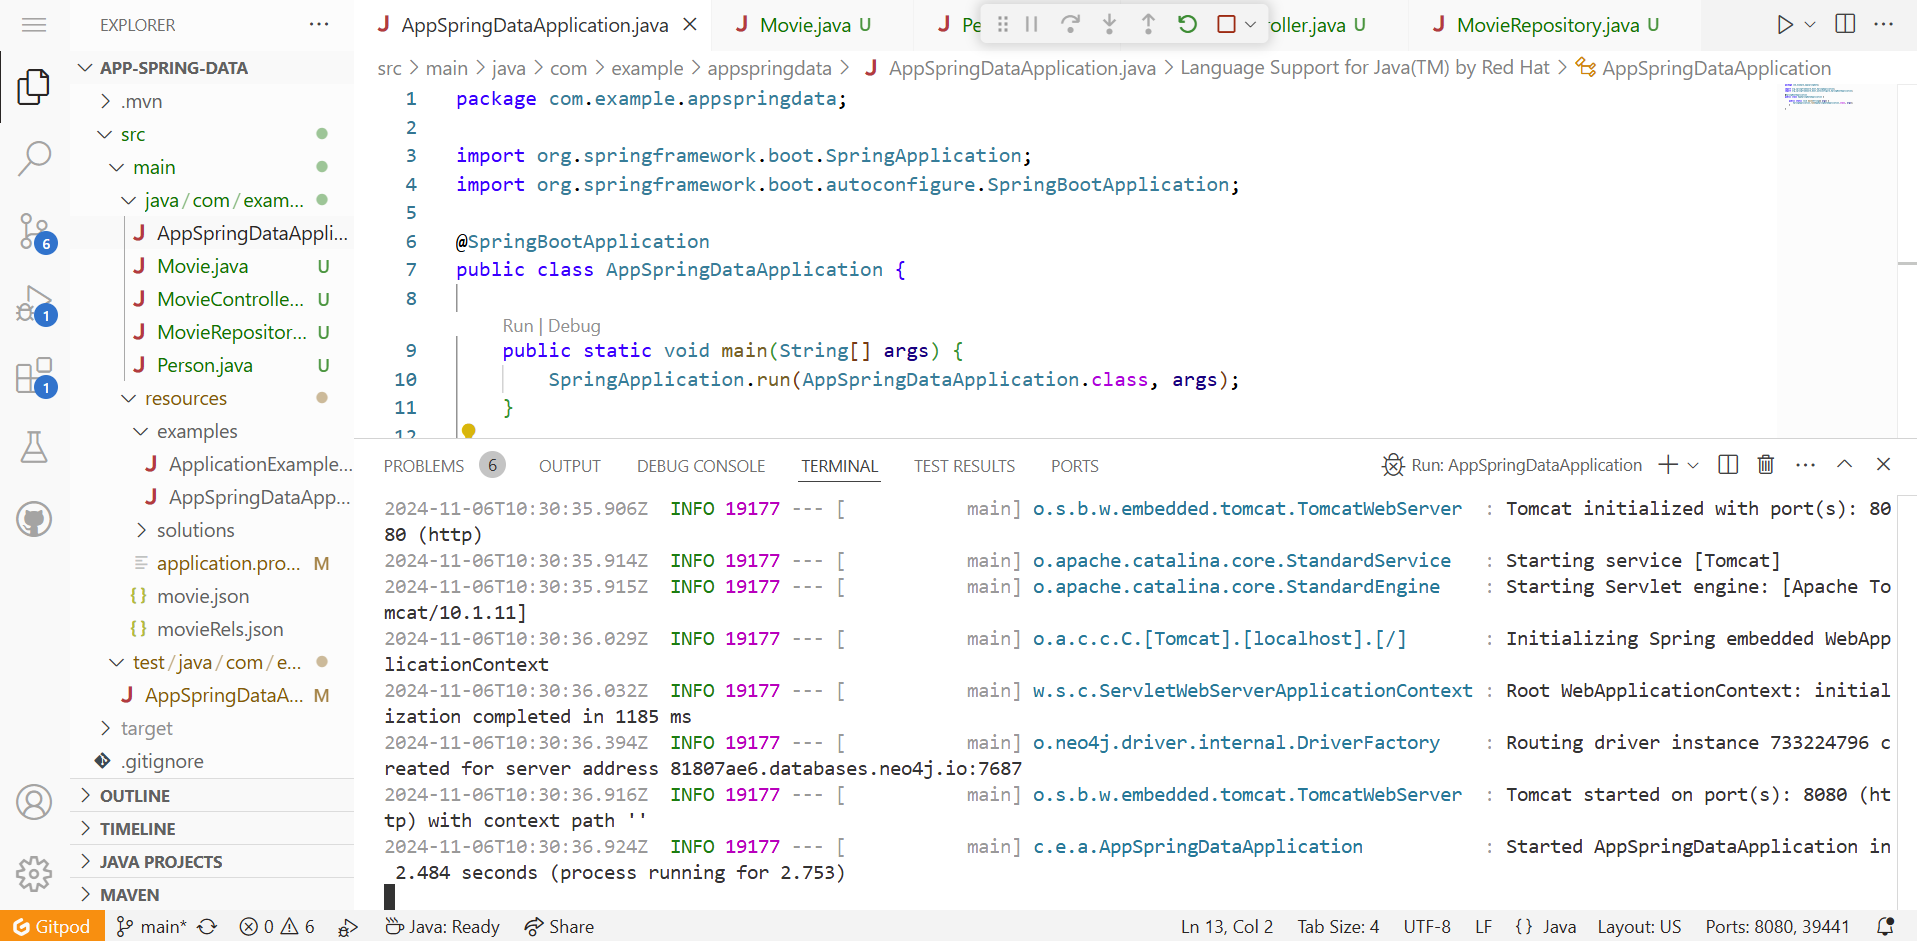 EXPLORER
APP-SPRING-DATA
.mvn
src
main
java/com/exam...
AppSpringDataAppli...
Movie.java U
MovieControlle... U
MovieRepositor... U
Person.java U
resources
examples
ApplicationExample...
AppSpringDataApp...
solutions
application.pro... M
movie.json
movieRels.json
test/java/com/e...
AppSpringDataA... M
target
.gitignore
OUTLINE
TIMELINE
JAVA PROJECTS
MAVEN
6
1
1
AppSpringDataApplication.java
Movie.java U
Pe
oller.java U
MovieRepository.java U
src > main > java > com > example > appspringdata > AppSpringDataApplication.java > Language Support for Java(TM) by Red Hat > AppSpringDataApplication
1 package com.example.appspringdata;
2
3 import org.springframework.boot.SpringApplication;
4 import org.springframework.boot.autoconfigure.SpringBootApplication;
5
6 @SpringBootApplication
7 public class AppSpringDataApplication {
8
Run | Debug
9 public static void main(String[] args) {
10 SpringApplication.run(AppSpringDataApplication.class, args);
11 }
12
PROBLEMS 6 OUTPUT DEBUG CONSOLE TERMINAL TEST RESULTS PORTS
Run: AppSpringDataApplication
2024-11-06T10:30:35.906Z INFO 19177 --- [ main] o.s.b.w.embedded.tomcat.TomcatWebServer : Tomcat initialized with port(s): 80
80 (http)
2024-11-06T10:30:35.914Z INFO 19177 --- [ main] o.apache.catalina.core.StandardService : Starting service [Tomcat]
2024-11-06T10:30:35.915Z INFO 19177 --- [ main] o.apache.catalina.core.StandardEngine : Starting Servlet engine: [Apache To
mcat/10.1.11]
2024-11-06T10:30:36.029Z INFO 19177 --- [ main] o.a.c.c.C.[Tomcat].[localhost].[/] : Initializing Spring embedded WebApp
licationContext
2024-11-06T10:30:36.032Z INFO 19177 --- [ main] w.s.c.ServletWebServerApplicationContext : Root WebApplicationContext: initial
ization completed in 1185 ms
2024-11-06T10:30:36.394Z INFO 19177 --- [ main] o.neo4j.driver.internal.DriverFactory : Routing driver instance 733224796 c
reated for server address 81807ae6.databases.neo4j.io:7687
2024-11-06T10:30:36.916Z INFO 19177 --- [ main] o.s.b.w.embedded.tomcat.TomcatWebServer : Tomcat started on port(s): 8080 (ht
tp) with context path ''
2024-11-06T10:30:36.924Z INFO 19177 --- [ main] c.e.a.AppSpringDataApplication : Started AppSpringDataApplication in
2.484 seconds (process running for 2.753)
Gitpod main* 0 6 Java: Ready Share Ln 13, Col 2 Tab Size: 4 UTF-8 LF {} Java Layout: US Ports: 8080, 39441